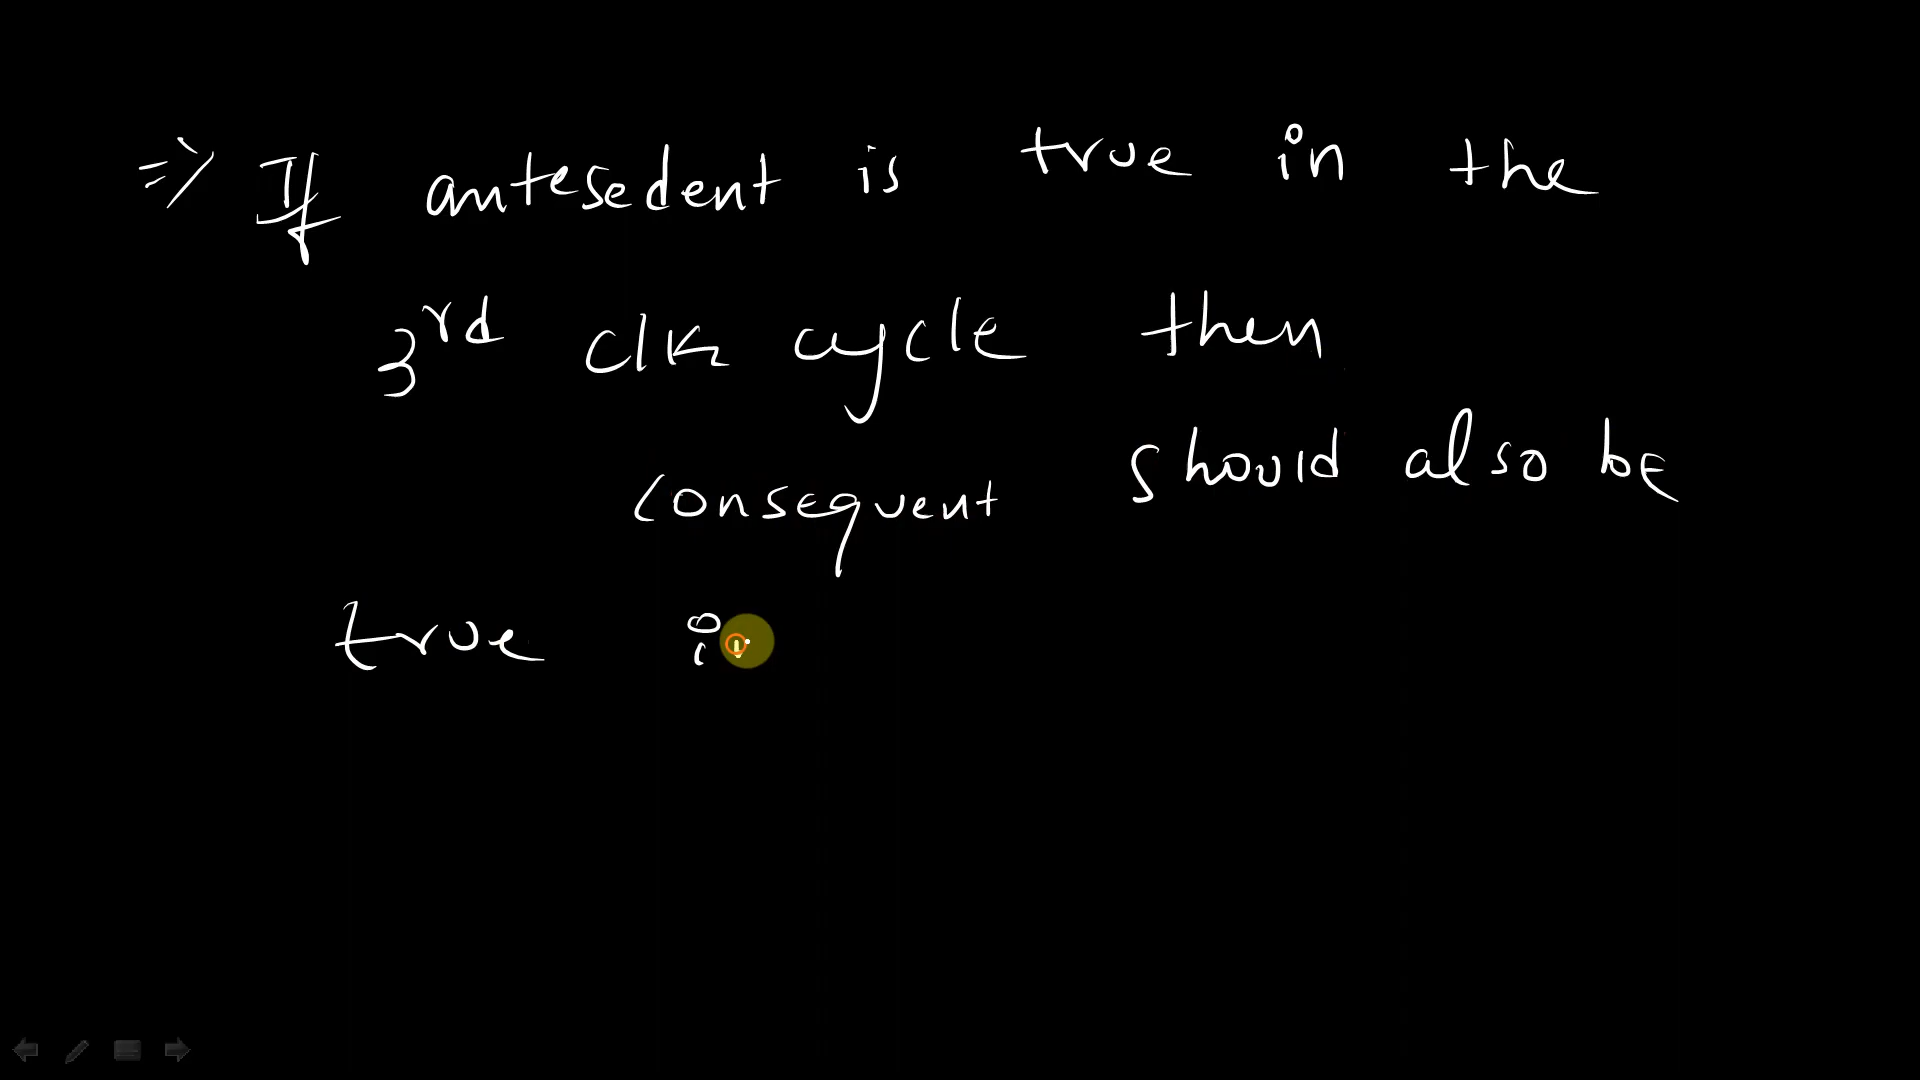 => If antesedent is true in the
3rd clk cycle then
consequent should also be
true